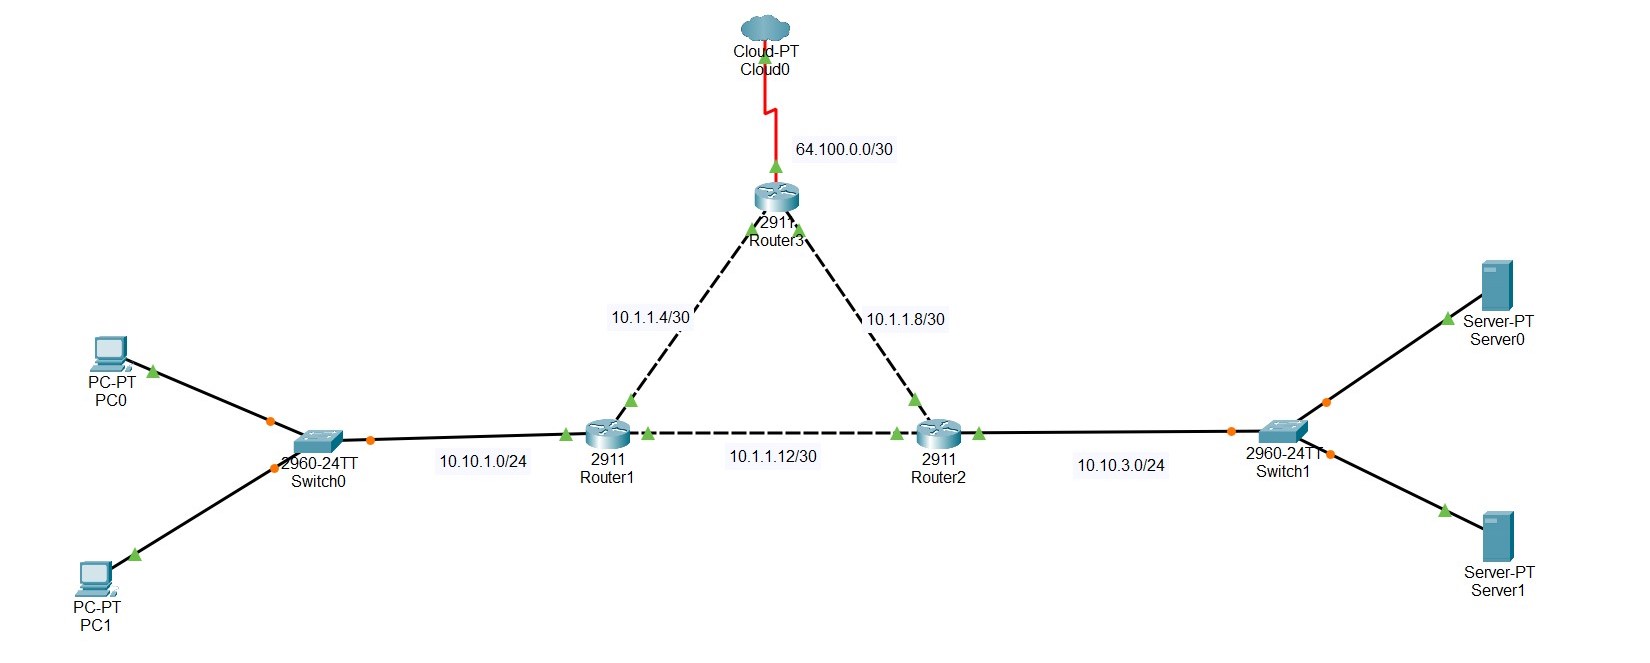 Cloud-PT
Cloud0
64.100.0.0/30
2911
Router3
10.1.1.4/30
10.1.1.8/30
Server-PT
Server0
PC-PT
PC0
2960-24TT
Switch0
10.10.1.0/24
2911
Router1
10.1.1.12/30
2911
Router2
10.10.3.0/24
2960-24TT
Switch1
Server-PT
Server1
PC-PT
PC1